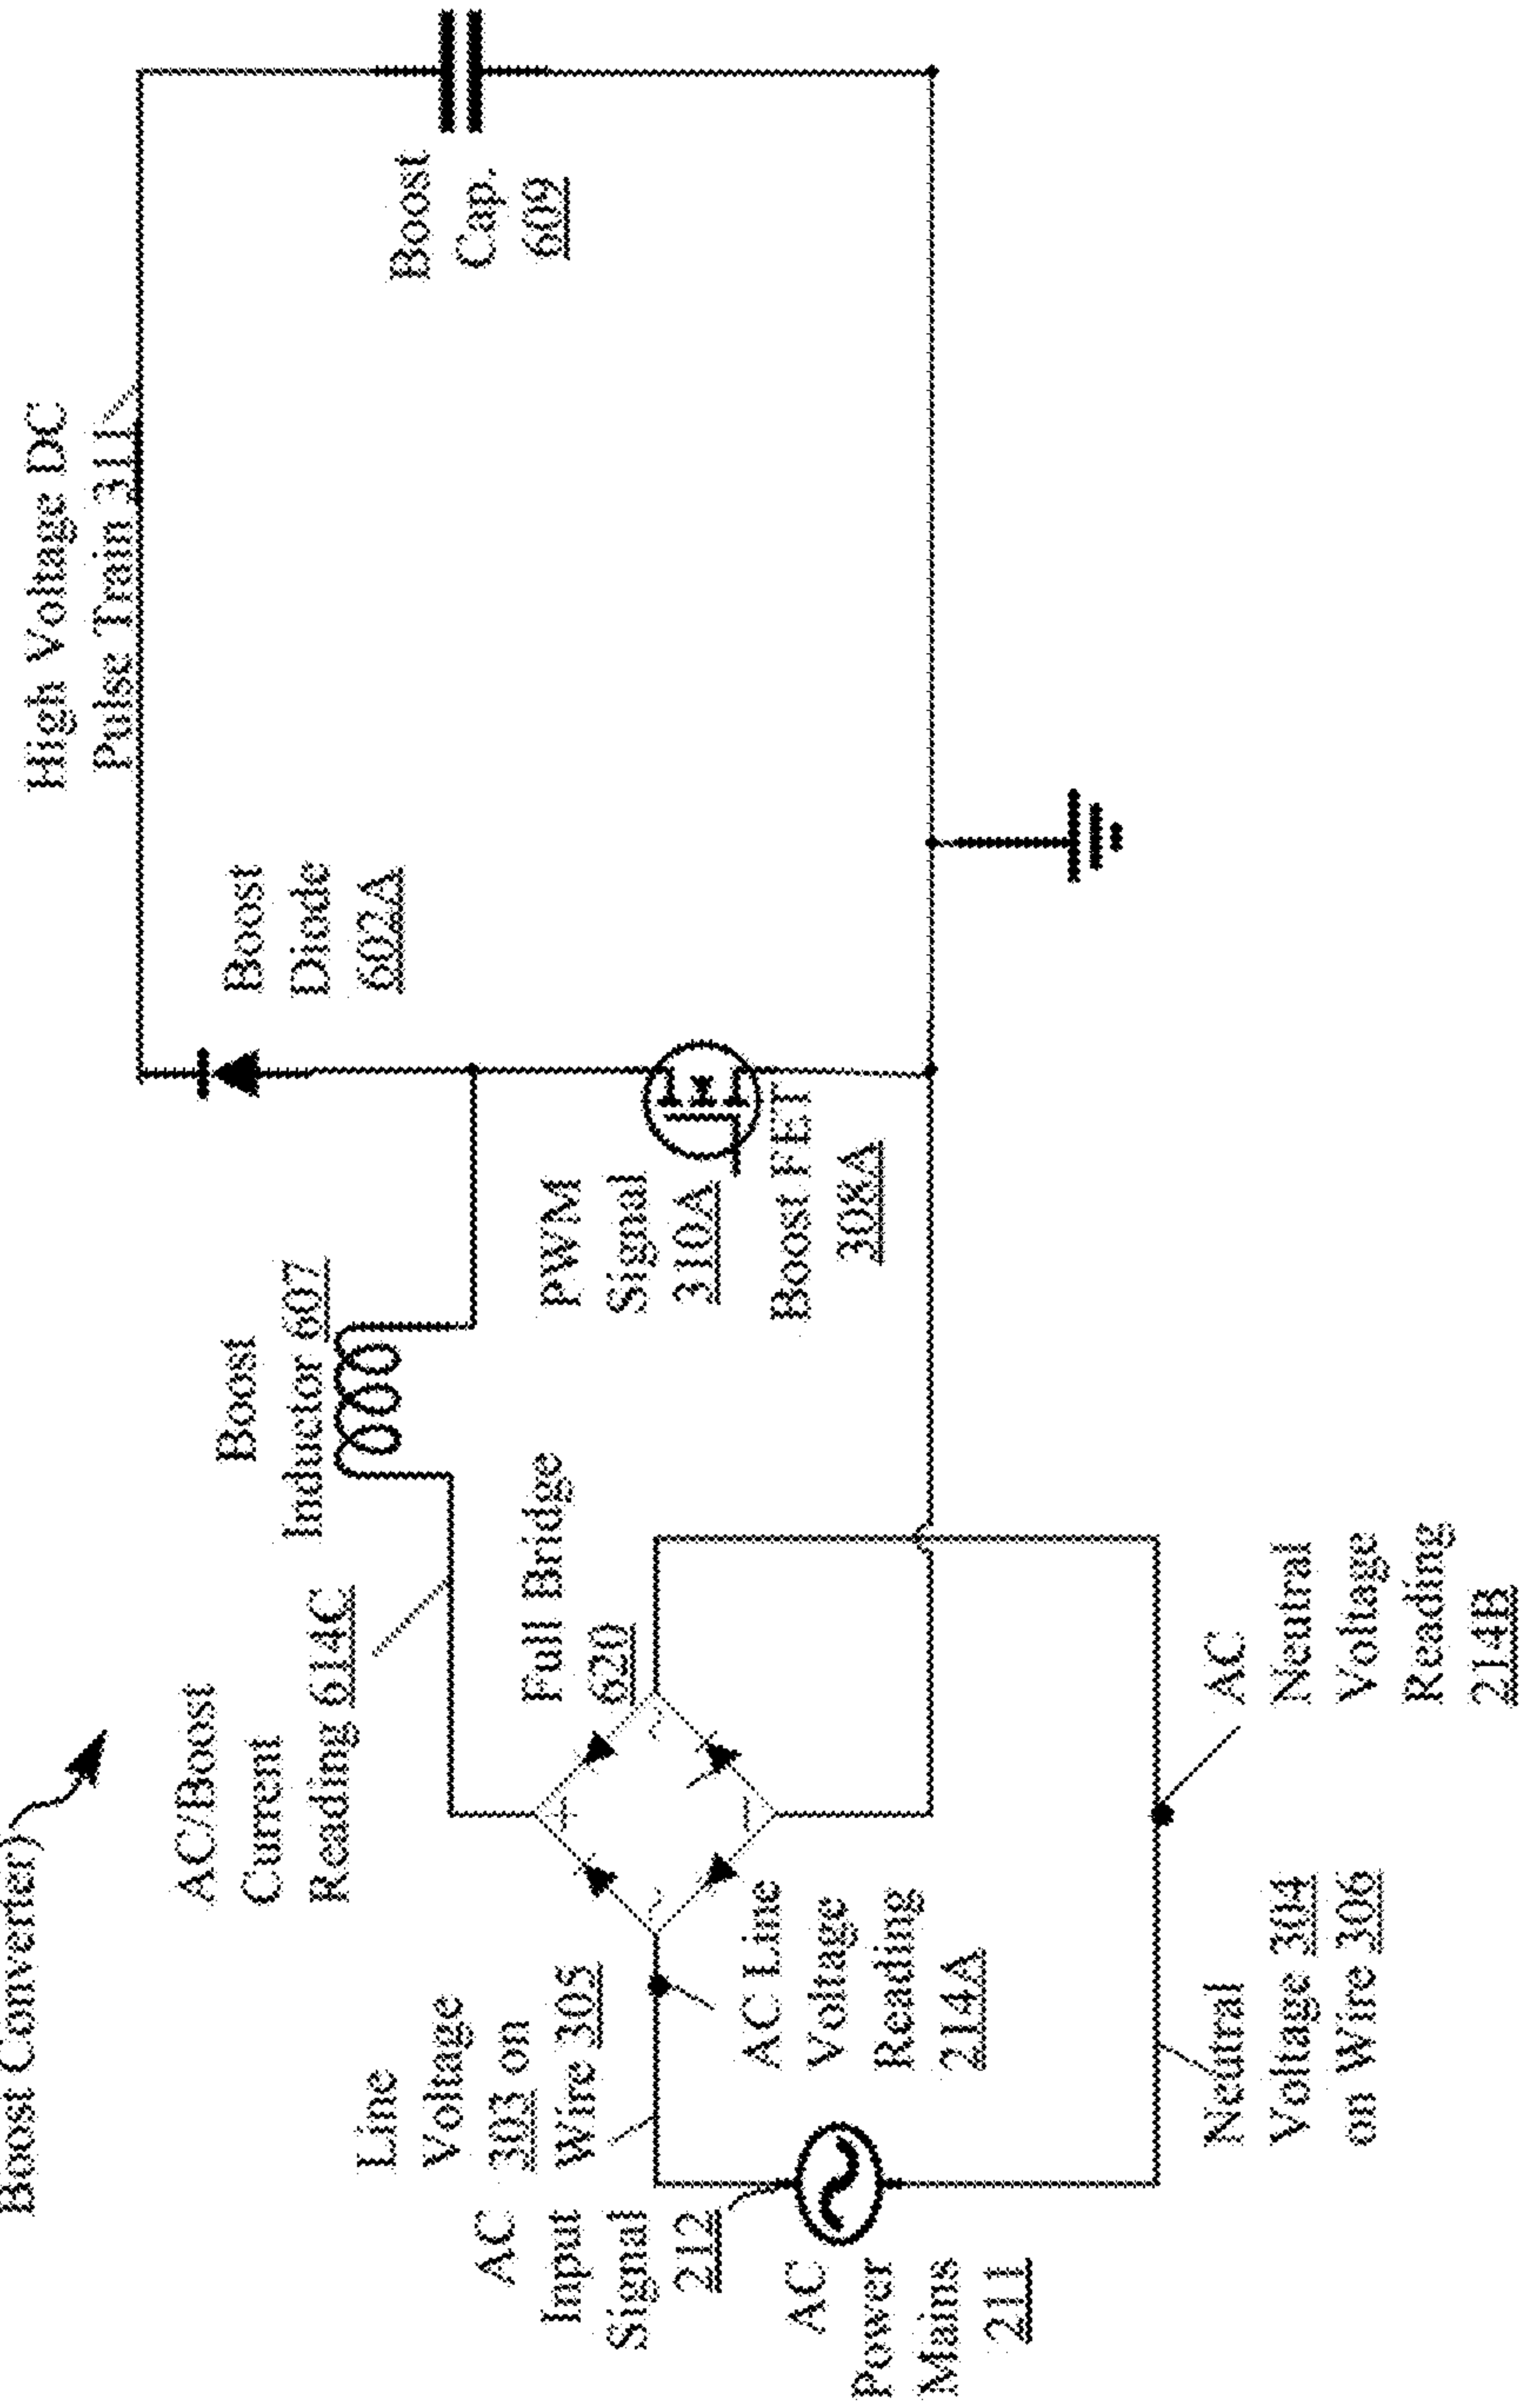 Boost Converter)
High Voltage DC
Pulse Train 311
AC/Boost
Current
Reading 614C
Boost
Inductor 607
Boost
Diode
602A
Boost
Cap.
609
Full Bridge
620
PWM
Signal
310A
Boost FET
308A
Line
Voltage
303 on
Wire 305
AC
Input
Signal
212
AC
Power
Mains
211
AC Line
Voltage
Reading
214A
Neutral
Voltage 304
on Wire 306
AC
Neutral
Voltage
Reading
214B
~
+
~
-